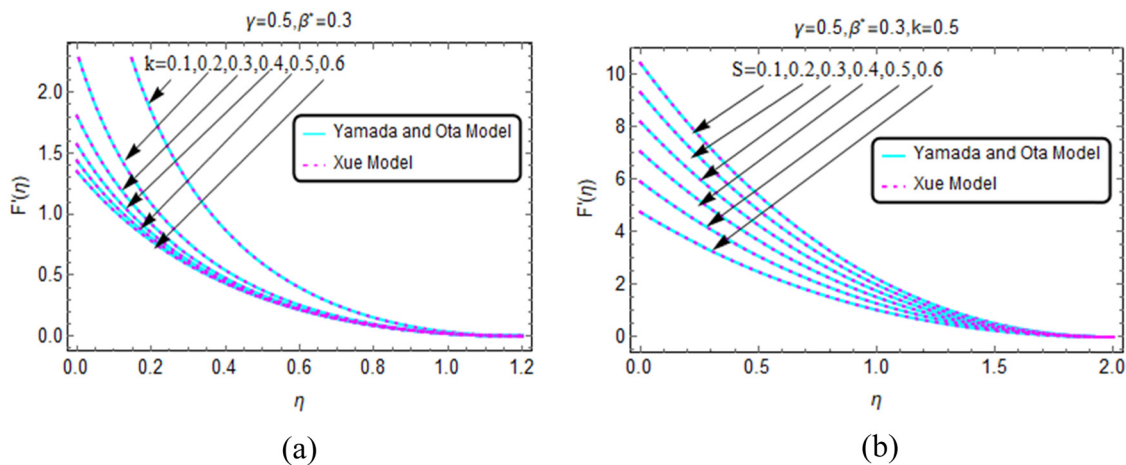 γ=0.5,β*=0.3
k=0.1,0.2,0.3,0.4,0.5,0.6
Yamada and Ota Model
Xue Model
F'(η)
2.0
1.5
1.0
0.5
0.0
0.0 0.2 0.4 0.6 0.8 1.0 1.2
η
(a)
γ=0.5,β*=0.3,k=0.5
S=0.1,0.2,0.3,0.4,0.5,0.6
Yamada and Ota Model
Xue Model
F'(η)
10
8
6
4
2
0
0.0 0.5 1.0 1.5 2.0
η
(b)